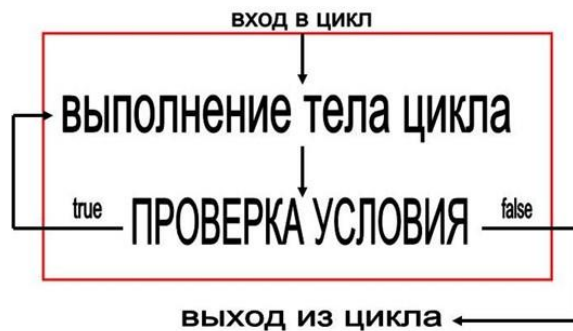 вход в цикл
выполнение тела цикла
true ПРОВЕРКА УСЛОВИЯ false
выход из цикла